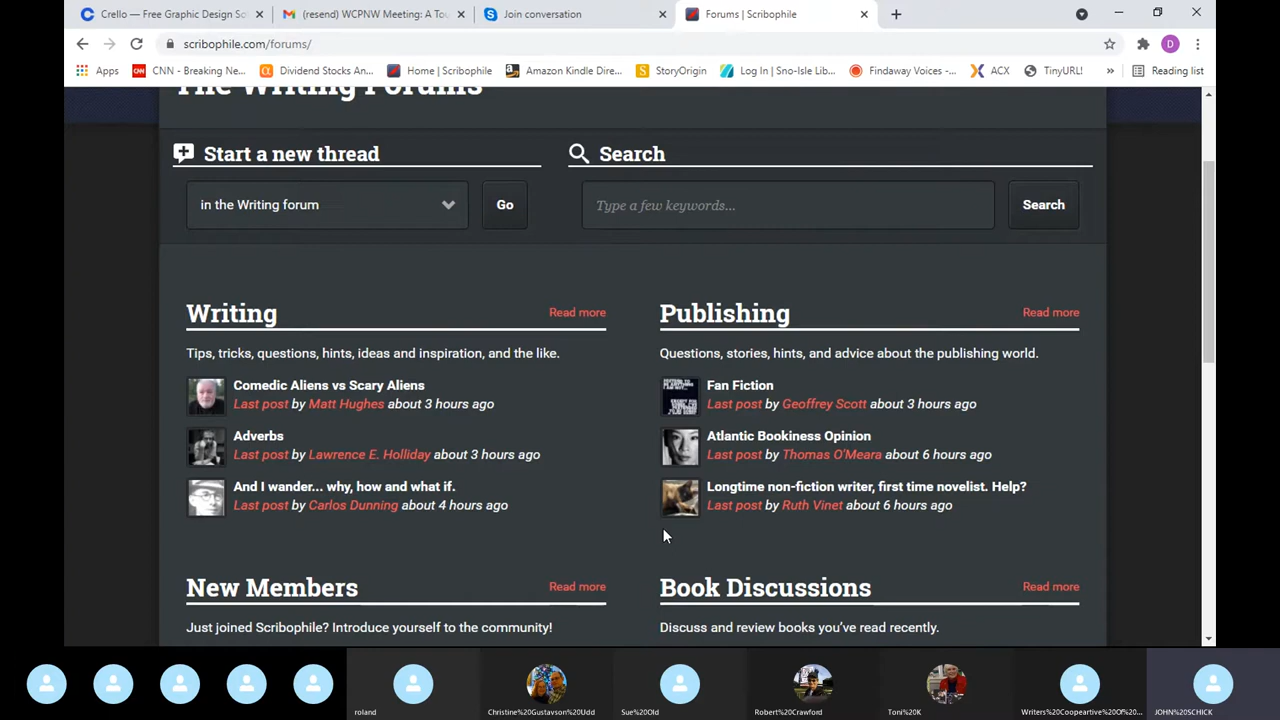 Crello — Free Graphic Design So
(resend) WCPNW Meeting: A Tou
Join conversation
Forums | Scribophile
scribophile.com/forums/
D
Apps
CNN - Breaking Ne...
Dividend Stocks An...
Home | Scribophile
Amazon Kindle Dire...
StoryOrigin
Log In | Sno-Isle Lib...
Findaway Voices -...
ACX
TinyURL!
»
Reading list
The Writing Forums
Start a new thread
Search
in the Writing forum
Go
Type a few keywords...
Search
Writing
Read more
Tips, tricks, questions, hints, ideas and inspiration, and the like.
Comedic Aliens vs Scary Aliens
Last post by Matt Hughes about 3 hours ago
Adverbs
Last post by Lawrence E. Holliday about 3 hours ago
And I wander... why, how and what if.
Last post by Carlos Dunning about 4 hours ago
Publishing
Read more
Questions, stories, hints, and advice about the publishing world.
Fan Fiction
Last post by Geoffrey Scott about 3 hours ago
Atlantic Bookiness Opinion
Last post by Thomas O'Meara about 6 hours ago
Longtime non-fiction writer, first time novelist. Help?
Last post by Ruth Vinet about 6 hours ago
New Members
Read more
Just joined Scribophile? Introduce yourself to the community!
Book Discussions
Read more
Discuss and review books you've read recently.
roland
Christine%20Gustavson%20Udd
Sue%20Old
Robert%20Crawford
Toni%20K
Writers%20Coopeartive%20Of%20...
JOHN%20SCHICK